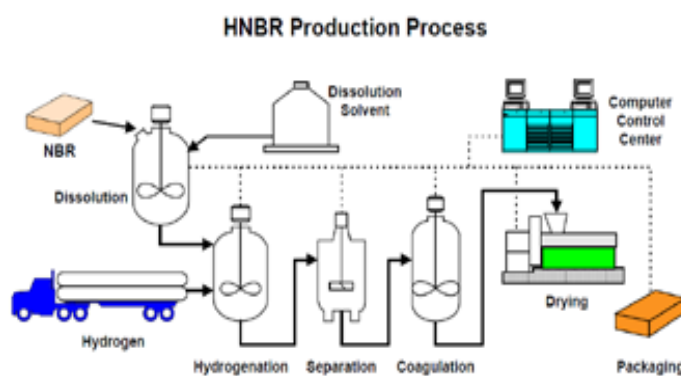 HNBR Production Process
NBR
Dissolution
Solvent
Computer
Control
Center
Dissolution
Hydrogen
Hydrogenation
Separation
Coagulation
Drying
Packaging